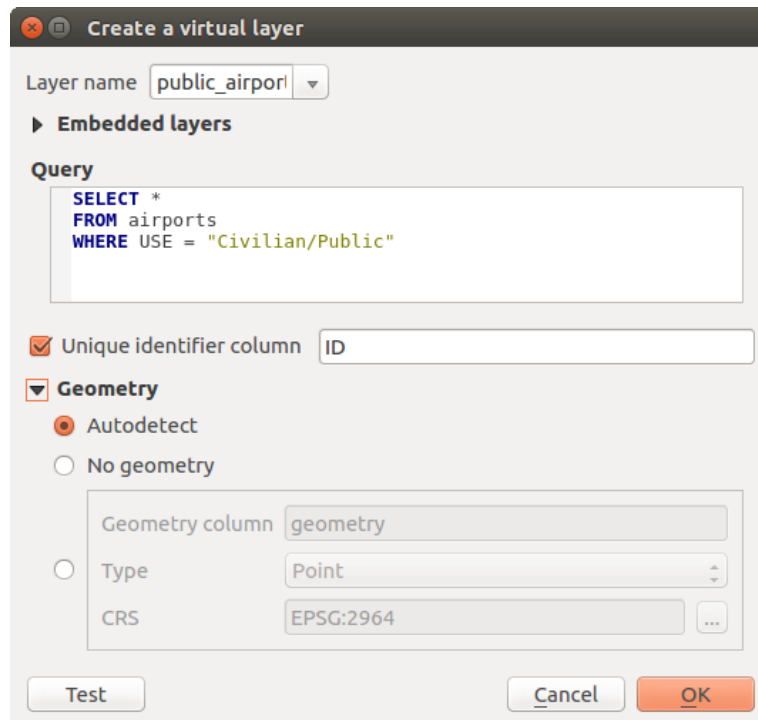 Create a virtual layer
Layer name public_airport
Embedded layers
Query
SELECT *
FROM airports
WHERE USE = "Civilian/Public"
Unique identifier column ID
Geometry
Autodetect
No geometry
Geometry column geometry
Type Point
CRS EPSG:2964 ...
Test Cancel OK